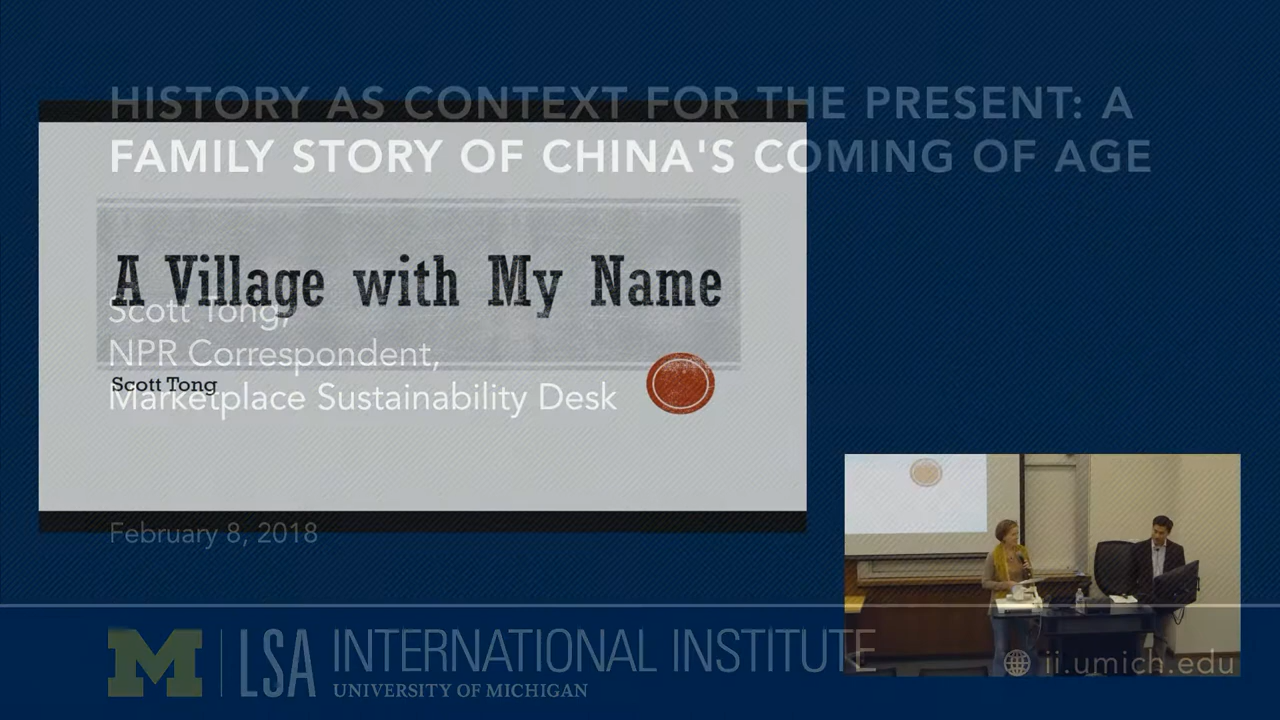 HISTORY AS CONTEXT FOR THE PRESENT: A
FAMILY STORY OF CHINA'S COMING OF AGE
A Village with My Name
Scott Tong,
NPR Correspondent,
Scott Tong
Marketplace Sustainability Desk
February 8, 2018
M LSA INTERNATIONAL INSTITUTE
UNIVERSITY OF MICHIGAN
ii.umich.edu